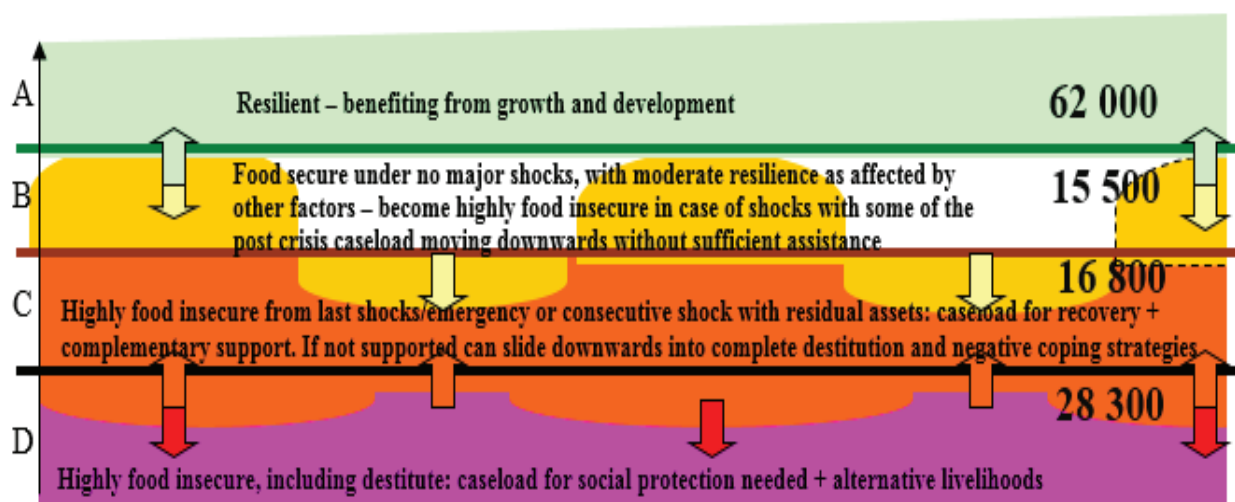 A
Resilient – benefiting from growth and development
62 000
B
Food secure under no major shocks, with moderate resilience as affected by
other factors – become highly food insecure in case of shocks with some of the
post crisis caseload moving downwards without sufficient assistance
15 500
C
16 800
Highly food insecure from last shocks/emergency or consecutive shock with residual assets: caseload for recovery +
complementary support. If not supported can slide downwards into complete destitution and negative coping strategies
D
28 300
Highly food insecure, including destitute: caseload for social protection needed + alternative livelihoods